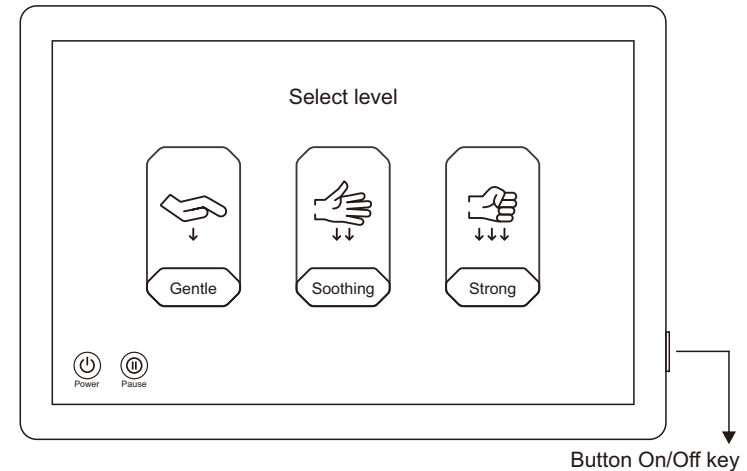 Select level
Gentle
Soothing
Strong
Power
Pause
Button On/Off key